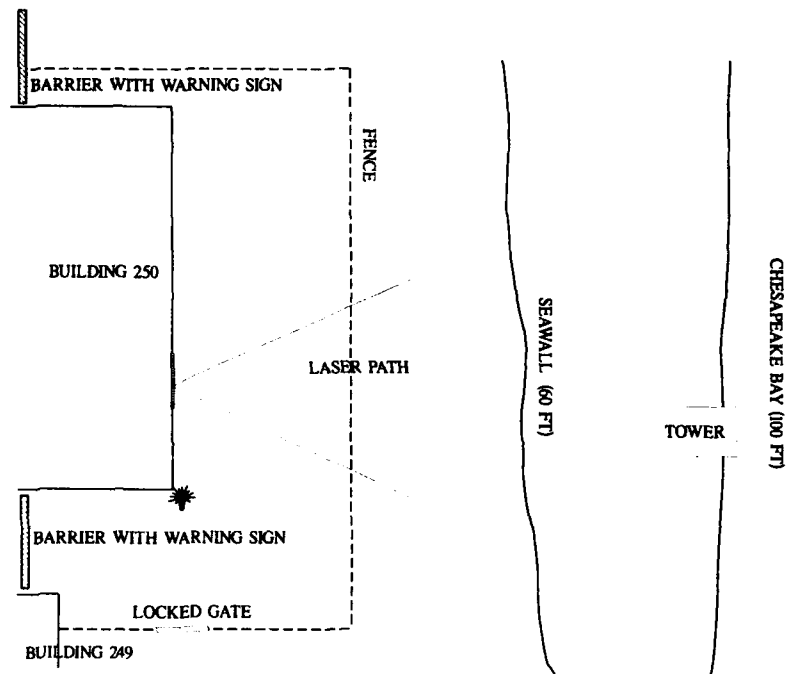 BARRIER WITH WARNING SIGN
FENCE
BUILDING 250
CHESAPEAKE BAY (100 FT)
SEAWALL (60 FT)
LASER PATH
TOWER
BARRIER WITH WARNING SIGN
LOCKED GATE
BUILDING 249